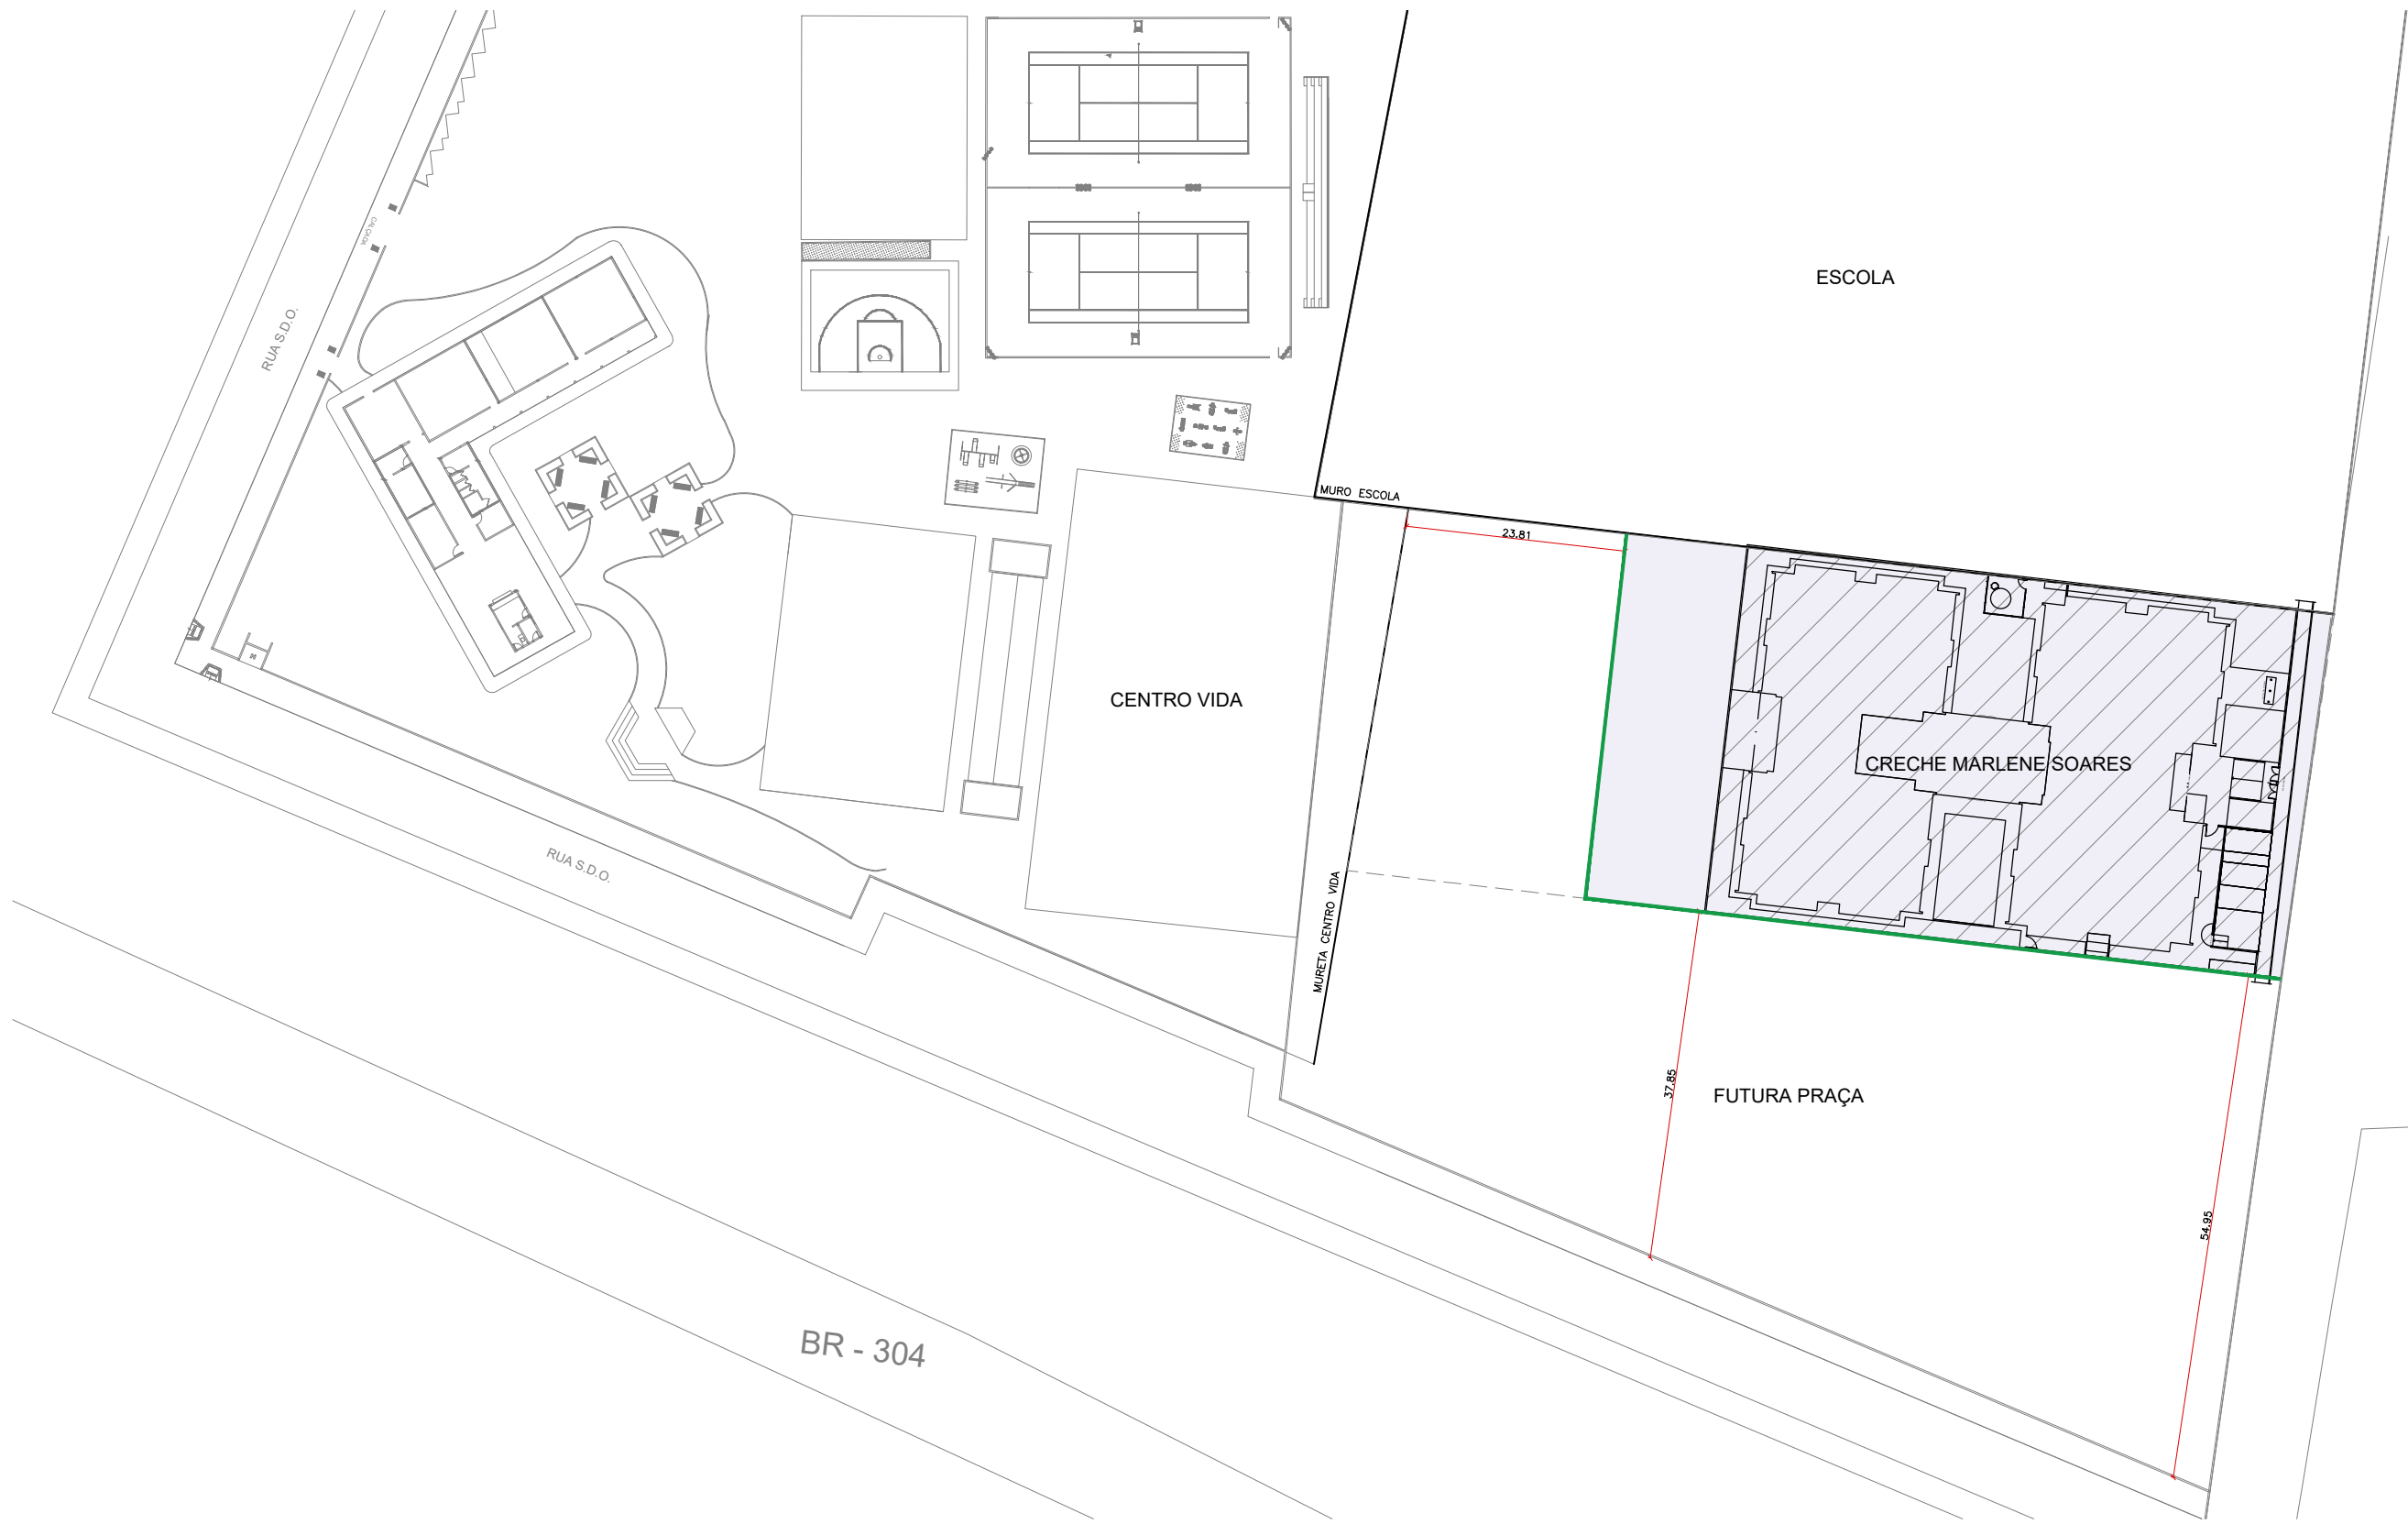 CALÇADA
RUA S.D.O.
ESCOLA
MURO ESCOLA
23.81
CENTRO VIDA
CRECHE MARLENE SOARES
RUA S.D.O.
MURETA CENTRO VIDA
37.85
FUTURA PRAÇA
54.95
BR - 304